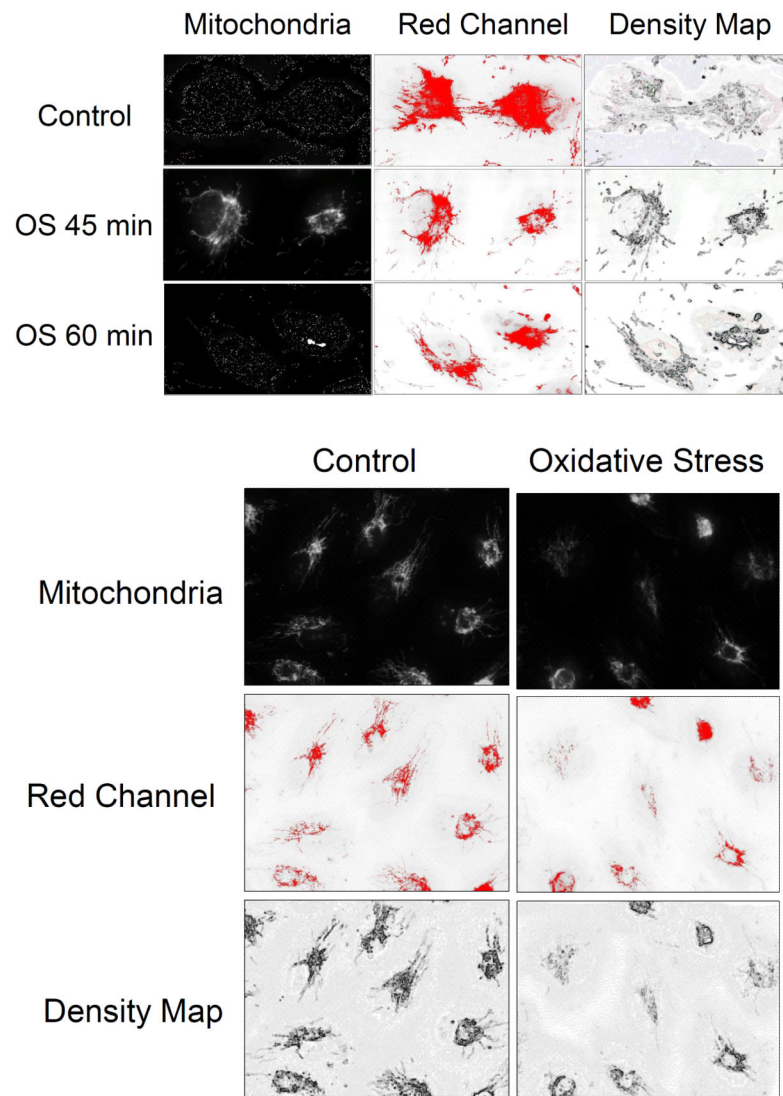 Mitochondria Red Channel Density Map
Control
OS 45 min
OS 60 min
Control Oxidative Stress
Mitochondria
Red Channel
Density Map